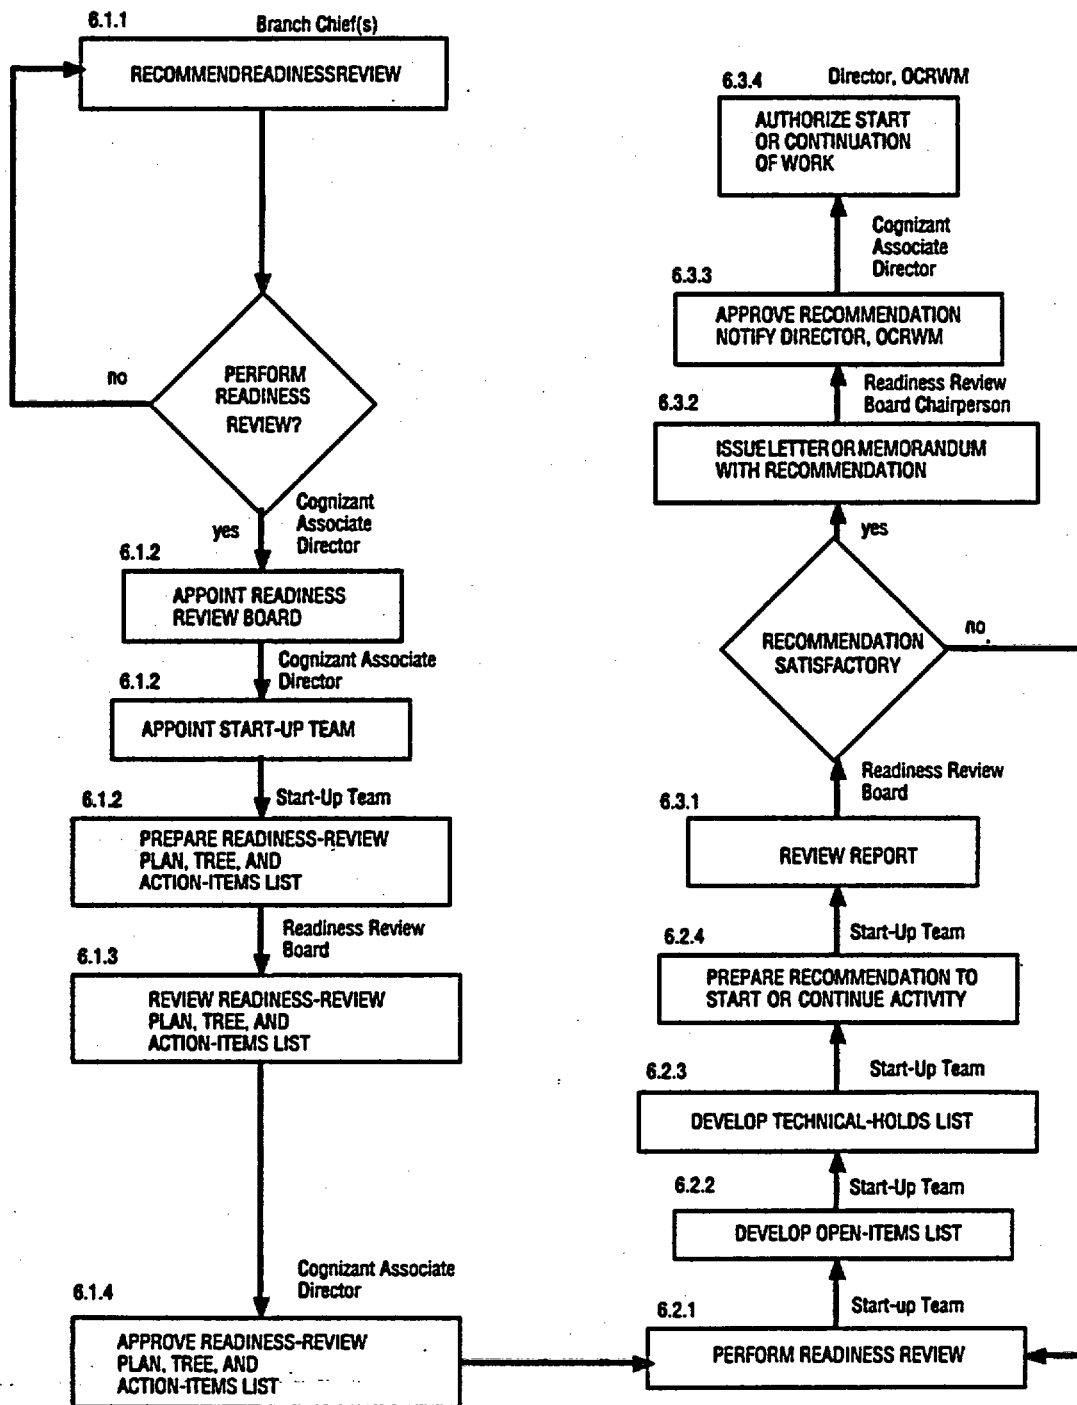 6.1.1
Branch Chief(s)
RECOMMENDREADINESSREVIEW
no
PERFORM
READINESS
REVIEW?
yes
Cognizant
Associate
Director
6.1.2
APPOINT READINESS
REVIEW BOARD
Cognizant Associate
Director
6.1.2
APPOINT START-UP TEAM
Start-Up Team
6.1.2
PREPARE READINESS-REVIEW
PLAN, TREE, AND
ACTION-ITEMS LIST
Readiness Review
Board
6.1.3
REVIEW READINESS-REVIEW
PLAN, TREE, AND
ACTION-ITEMS LIST
Cognizant Associate
Director
6.1.4
APPROVE READINESS-REVIEW
PLAN, TREE, AND
ACTION-ITEMS LIST
Director, OCRWM
6.3.4
AUTHORIZE START
OR CONTINUATION
OF WORK
Cognizant
Associate
Director
6.3.3
APPROVE RECOMMENDATION
NOTIFY DIRECTOR, OCRWM
Readiness Review
Board Chairperson
6.3.2
ISSUE LETTER OR MEMORANDUM
WITH RECOMMENDATION
yes
RECOMMENDATION
SATISFACTORY
no
Readiness Review
Board
6.3.1
REVIEW REPORT
Start-Up Team
6.2.4
PREPARE RECOMMENDATION TO
START OR CONTINUE ACTIVITY
Start-Up Team
6.2.3
DEVELOP TECHNICAL-HOLDS LIST
Start-Up Team
6.2.2
DEVELOP OPEN-ITEMS LIST
Start-up Team
6.2.1
PERFORM READINESS REVIEW